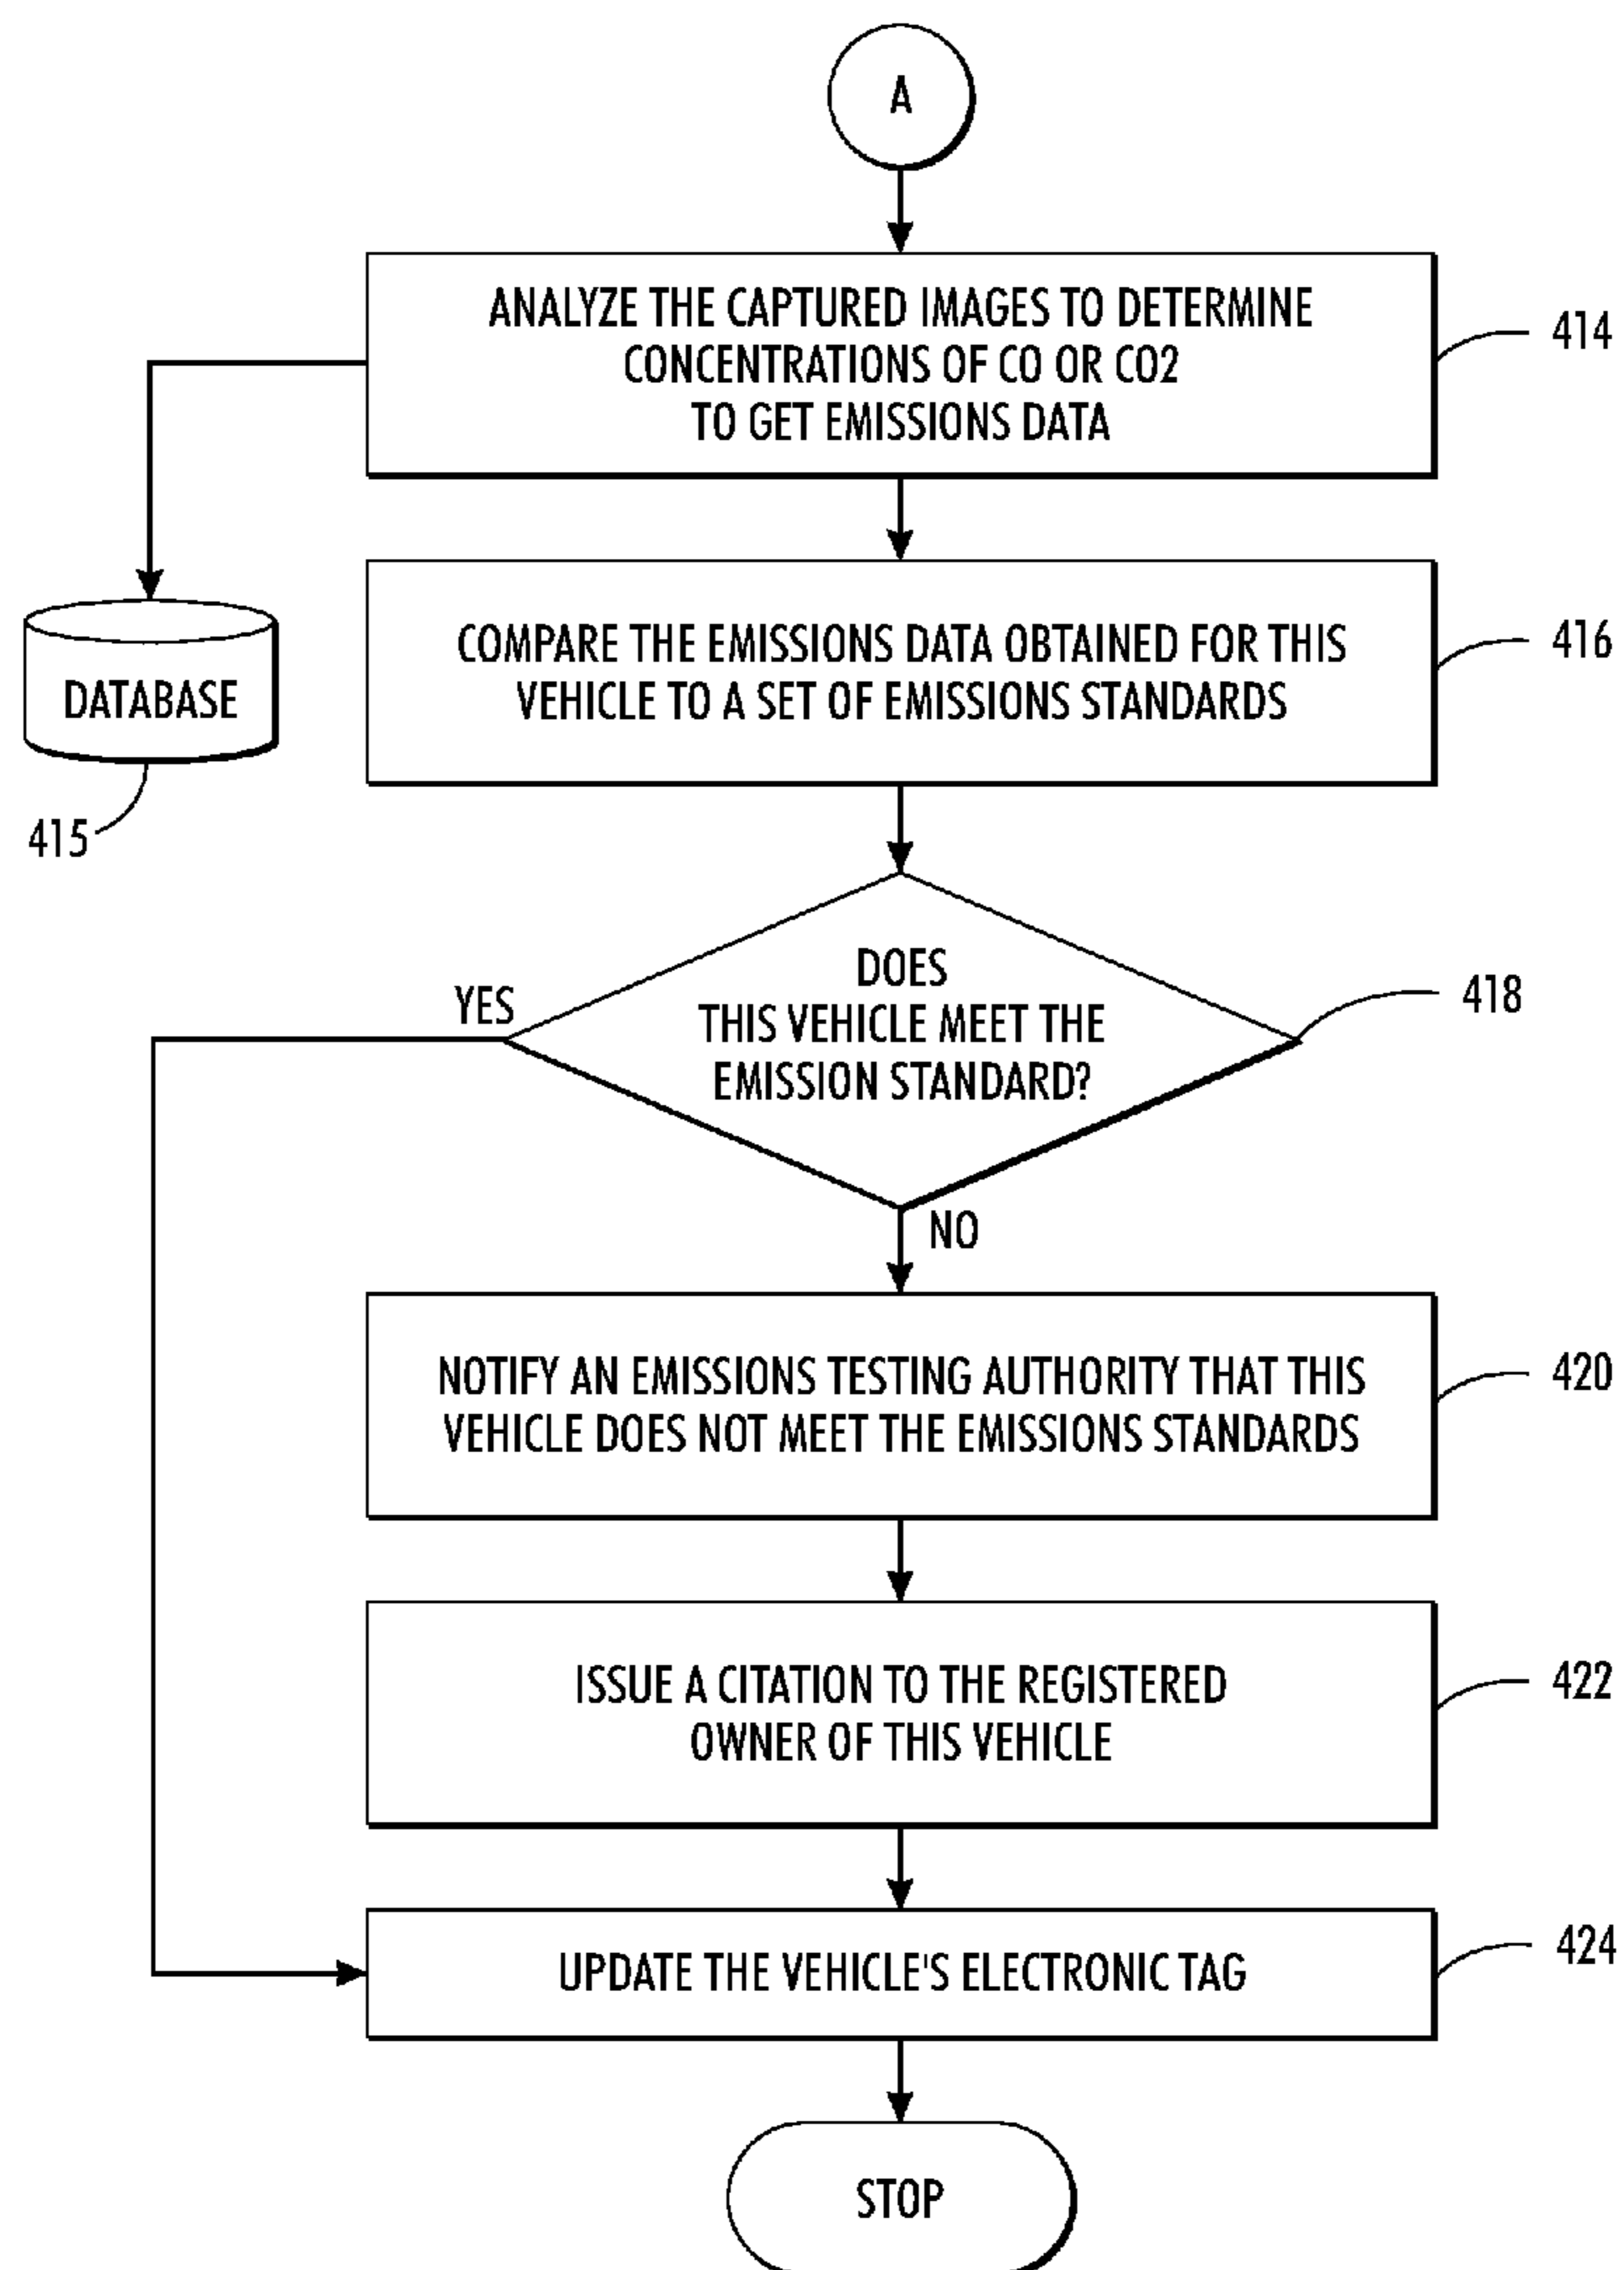 A
ANALYZE THE CAPTURED IMAGES TO DETERMINE
CONCENTRATIONS OF CO OR CO2
TO GET EMISSIONS DATA
414
COMPARE THE EMISSIONS DATA OBTAINED FOR THIS
VEHICLE TO A SET OF EMISSIONS STANDARDS
416
DATABASE
415
DOES
THIS VEHICLE MEET THE
EMISSION STANDARD?
418
YES
NO
NOTIFY AN EMISSIONS TESTING AUTHORITY THAT THIS
VEHICLE DOES NOT MEET THE EMISSIONS STANDARDS
420
ISSUE A CITATION TO THE REGISTERED
OWNER OF THIS VEHICLE
422
UPDATE THE VEHICLE'S ELECTRONIC TAG
424
STOP